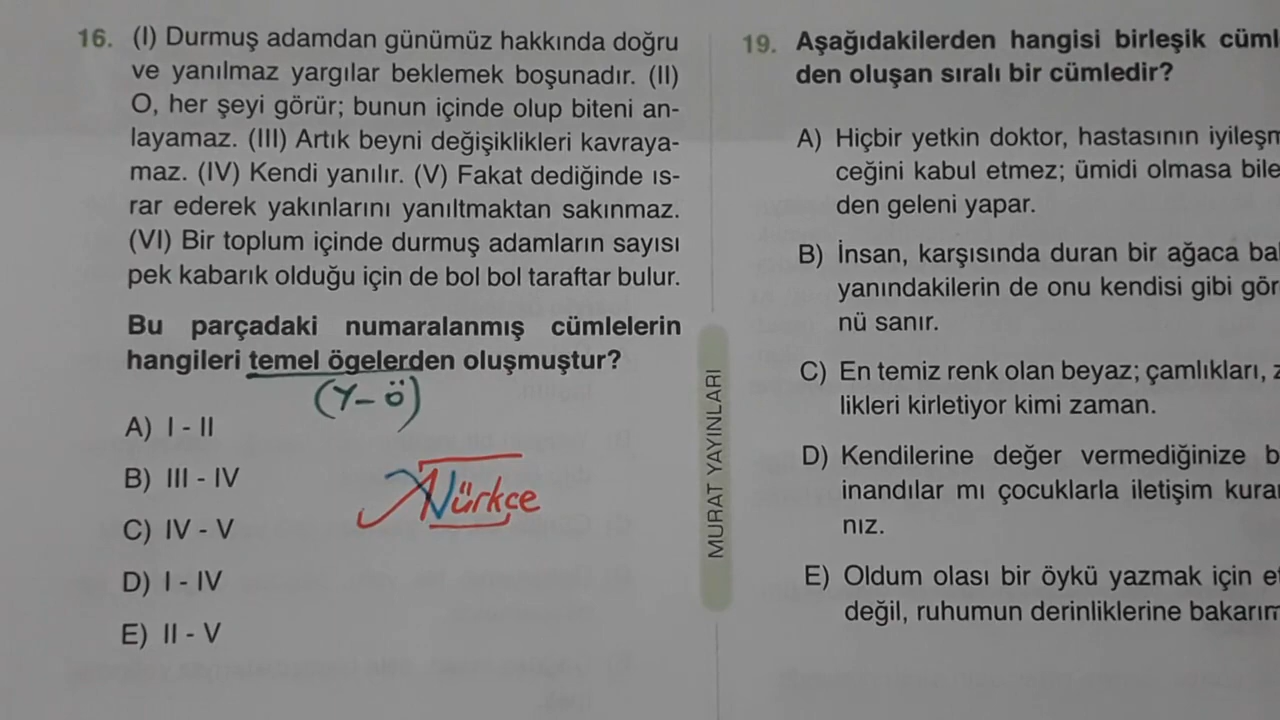 16. (I) Durmuş adamdan günümüz hakkında doğru
ve yanılmaz yargılar beklemek boşunadır. (II)
O, her şeyi görür; bunun içinde olup biteni an-
layamaz. (III) Artık beyni değişiklikleri kavraya-
maz. (IV) Kendi yanılır. (V) Fakat dediğinde ıs-
rar ederek yakınlarını yanıltmaktan sakınmaz.
(VI) Bir toplum içinde durmuş adamların sayısı
pek kabarık olduğu için de bol bol taraftar bulur.
Bu parçadaki numaralanmış cümlelerin
hangileri temel ögelerden oluşmuştur?
(Y-ö)
A) I - II
B) III - IV
C) IV - V
D) I - IV
E) II - V
Nürkçe
MURAT YAYINLARI
19. Aşağıdakilerden hangisi birleşik cüml
den oluşan sıralı bir cümledir?
A) Hiçbir yetkin doktor, hastasının iyileşm
ceğini kabul etmez; ümidi olmasa bile
den geleni yapar.
B) İnsan, karşısında duran bir ağaca ba
yanındakilerin de onu kendisi gibi gör
nü sanır.
C) En temiz renk olan beyaz; çamlıkları, z
likleri kirletiyor kimi zaman.
D) Kendilerine değer vermediğinize b
inandılar mı çocuklarla iletişim kura
nız.
E) Oldum olası bir öykü yazmak için e
değil, ruhumun derinliklerine bakarım